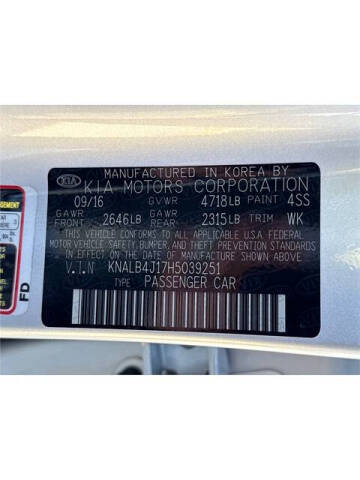 MANUFACTURED IN KOREA BY
KIA KIA MOTORS CORPORATION
09/16 GVWR 4718LB PAINT 4SS
GAWR FRONT 2646LB GAWR REAR 2315LB TRIM WK
THIS VEHICLE CONFORMS TO ALL APPLICABLE U.S. FEDERAL
MOTOR VEHICLE SAFETY, BUMPER, AND THEFT PREVENTION STANDARDS
IN EFFECT ON THE DATE OF MANUFACTURE SHOWN ABOVE.
V.I.N KNALB4J17H5039251
TYPE: PASSENGER CAR
FD